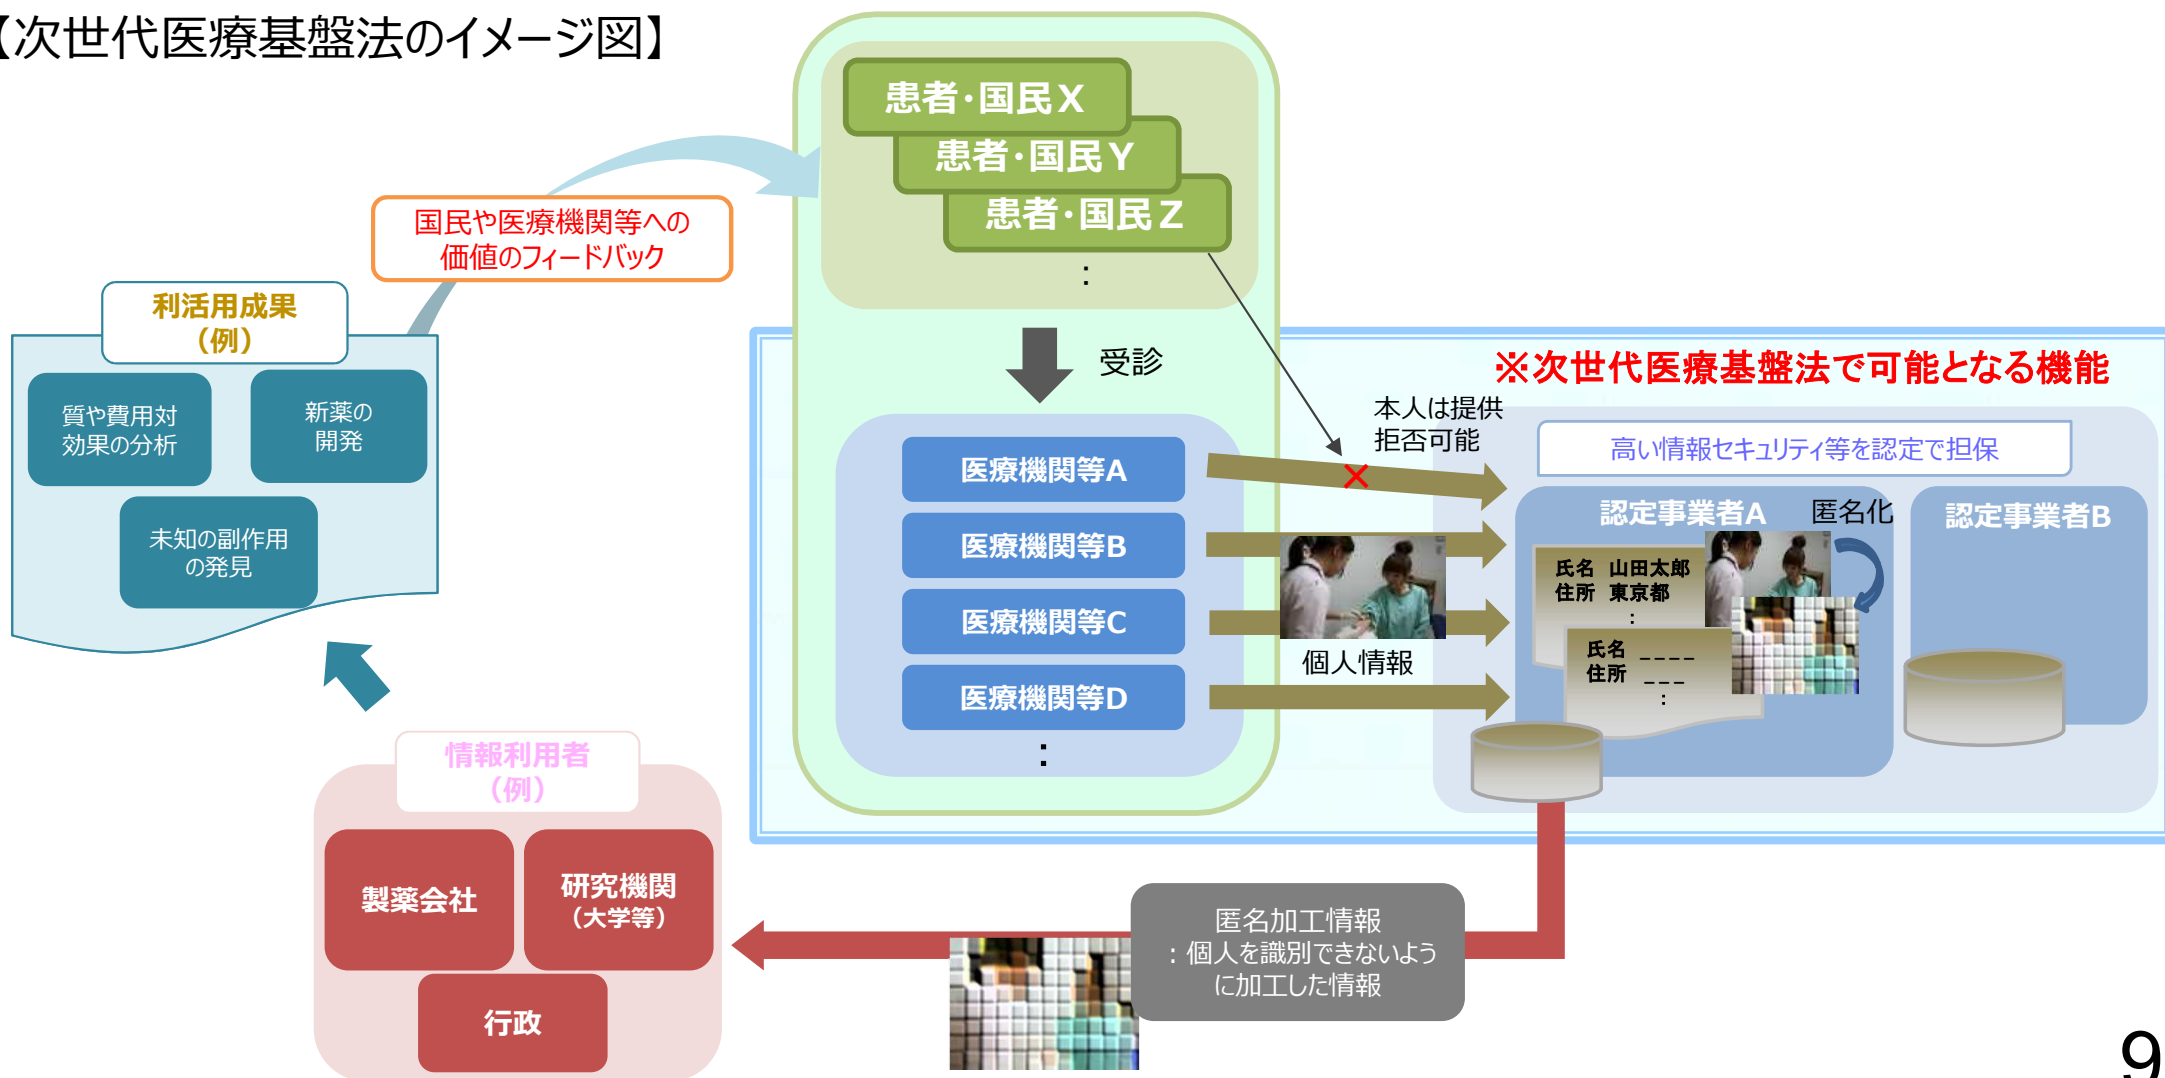 【次世代医療基盤法のイメージ図】
患者・国民X
患者・国民Y
患者・国民Z
：
国民や医療機関等への
価値のフィードバック
利活用成果
（例）
質や費用対
効果の分析
新薬の
開発
未知の副作用
の発見
受診
※次世代医療基盤法で可能となる機能
本人は提供
拒否可能
高い情報セキュリティ等を認定で担保
医療機関等A
医療機関等B
医療機関等C
医療機関等D
：
個人情報
認定事業者A
匿名化
認定事業者B
氏名 山田太郎
住所 東京都
：
氏名 ____
住所 ___
：
情報利用者
（例）
製薬会社
研究機関
（大学等）
行政
匿名加工情報
：個人を識別できないよう
に加工した情報
9